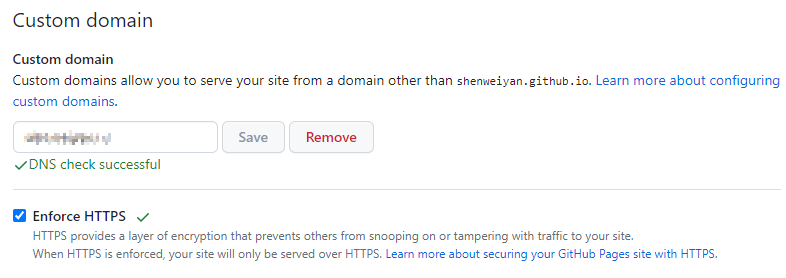 Custom domain
Custom domain
Custom domains allow you to serve your site from a domain other than shenweiyan.github.io. Learn more about configuring
custom domains.
Save Remove
DNS check successful
Enforce HTTPS
HTTPS provides a layer of encryption that prevents others from snooping on or tampering with traffic to your site.
When HTTPS is enforced, your site will only be served over HTTPS. Learn more about securing your GitHub Pages site with HTTPS.